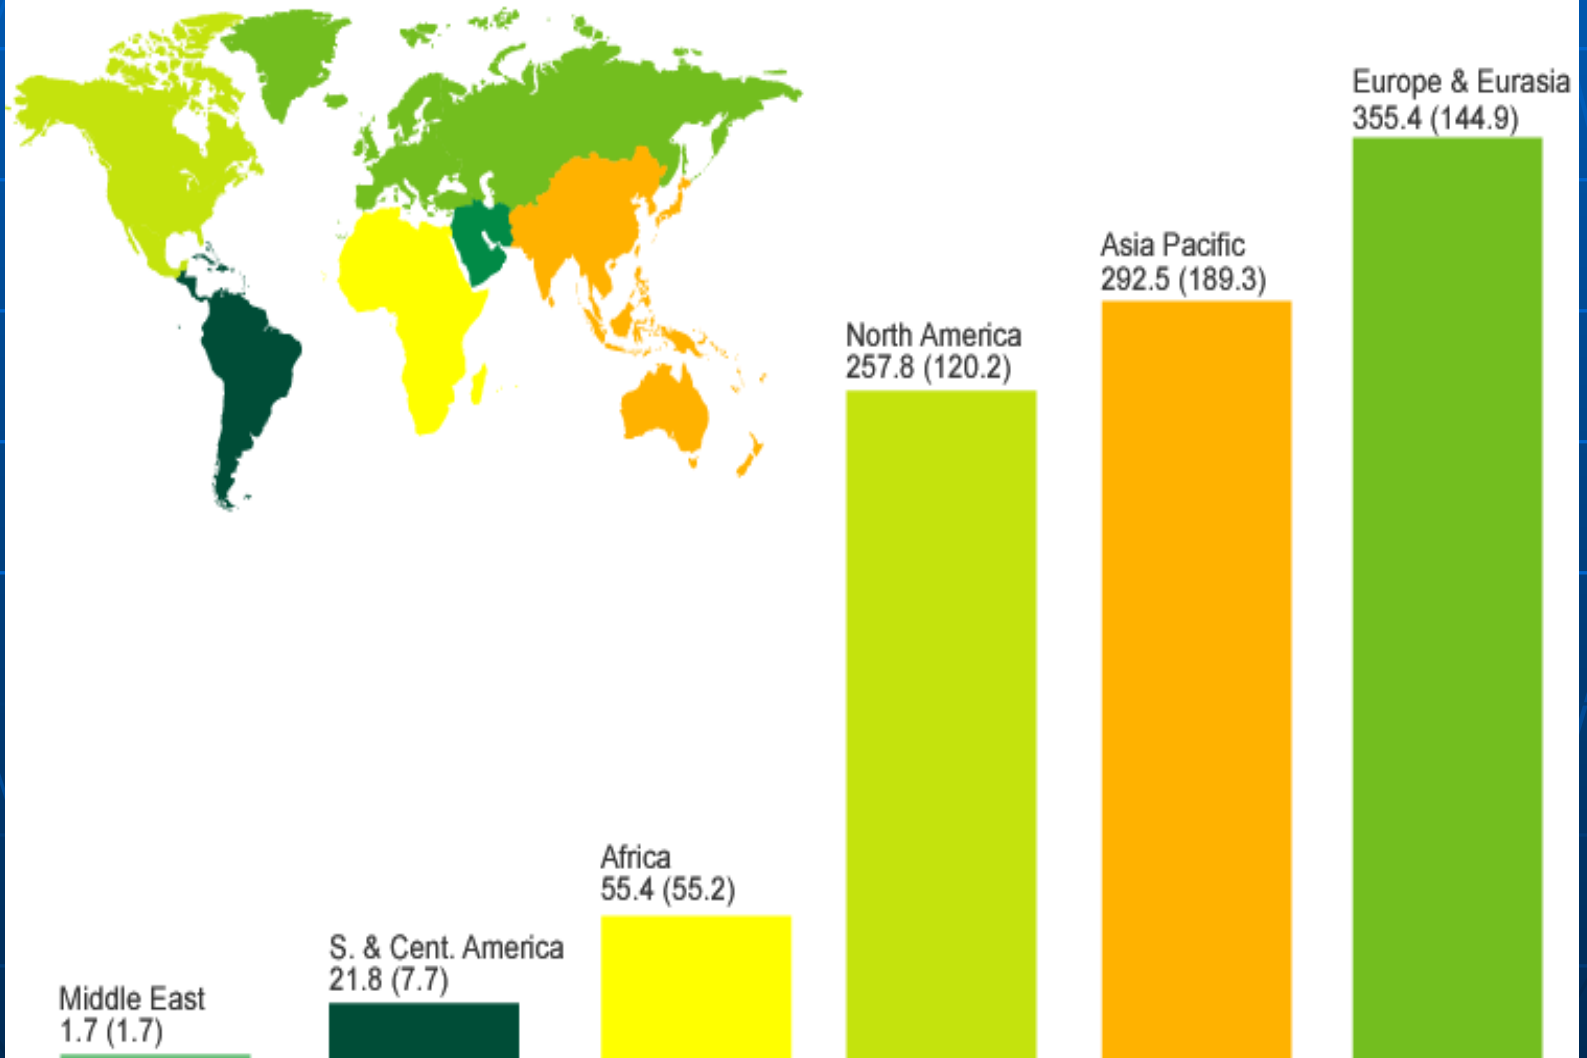 Europe & Eurasia
355.4 (144.9)
Asia Pacific
292.5 (189.3)
North America
257.8 (120.2)
Africa
55.4 (55.2)
S. & Cent. America
21.8 (7.7)
Middle East
1.7 (1.7)